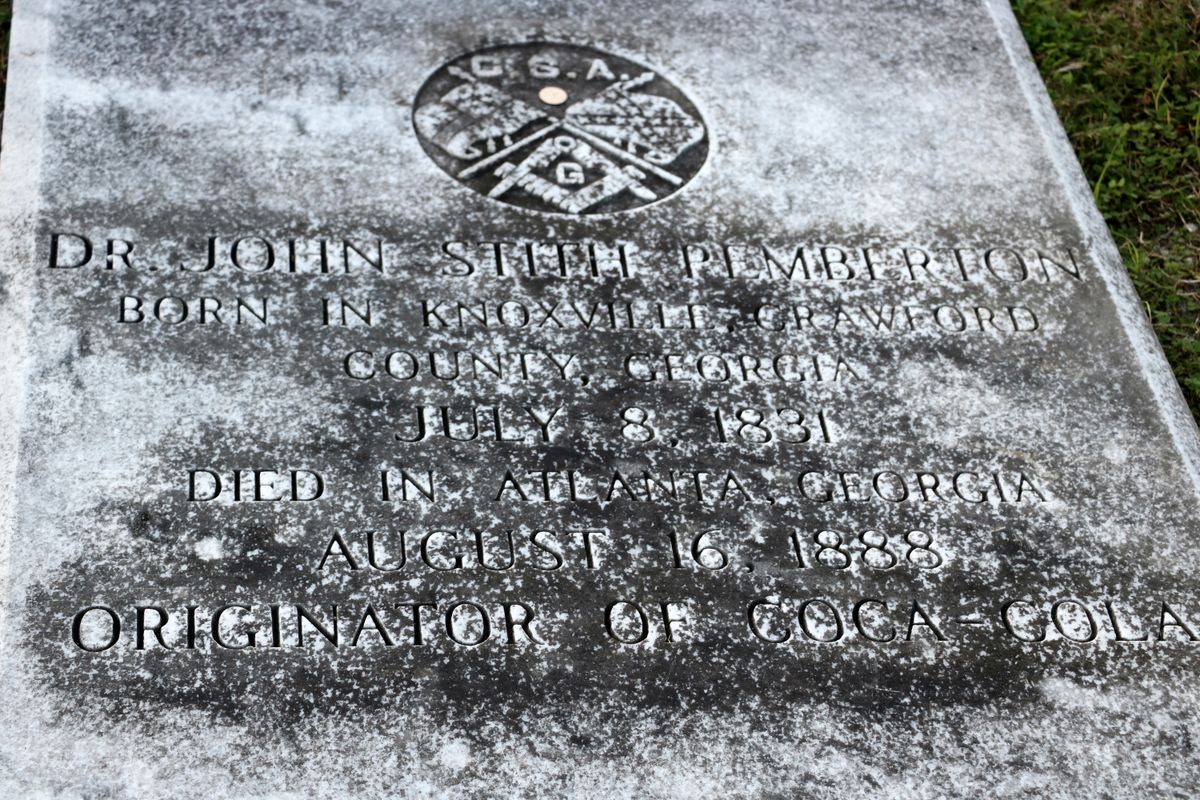 C.S.A.
G
DR. JOHN STITH PEMBERTON
BORN IN KNOXVILLE, CRAWFORD
COUNTY, GEORGIA
JULY 8, 1831
DIED IN ATLANTA, GEORGIA
AUGUST 16, 1888
ORIGINATOR OF COCA-COLA